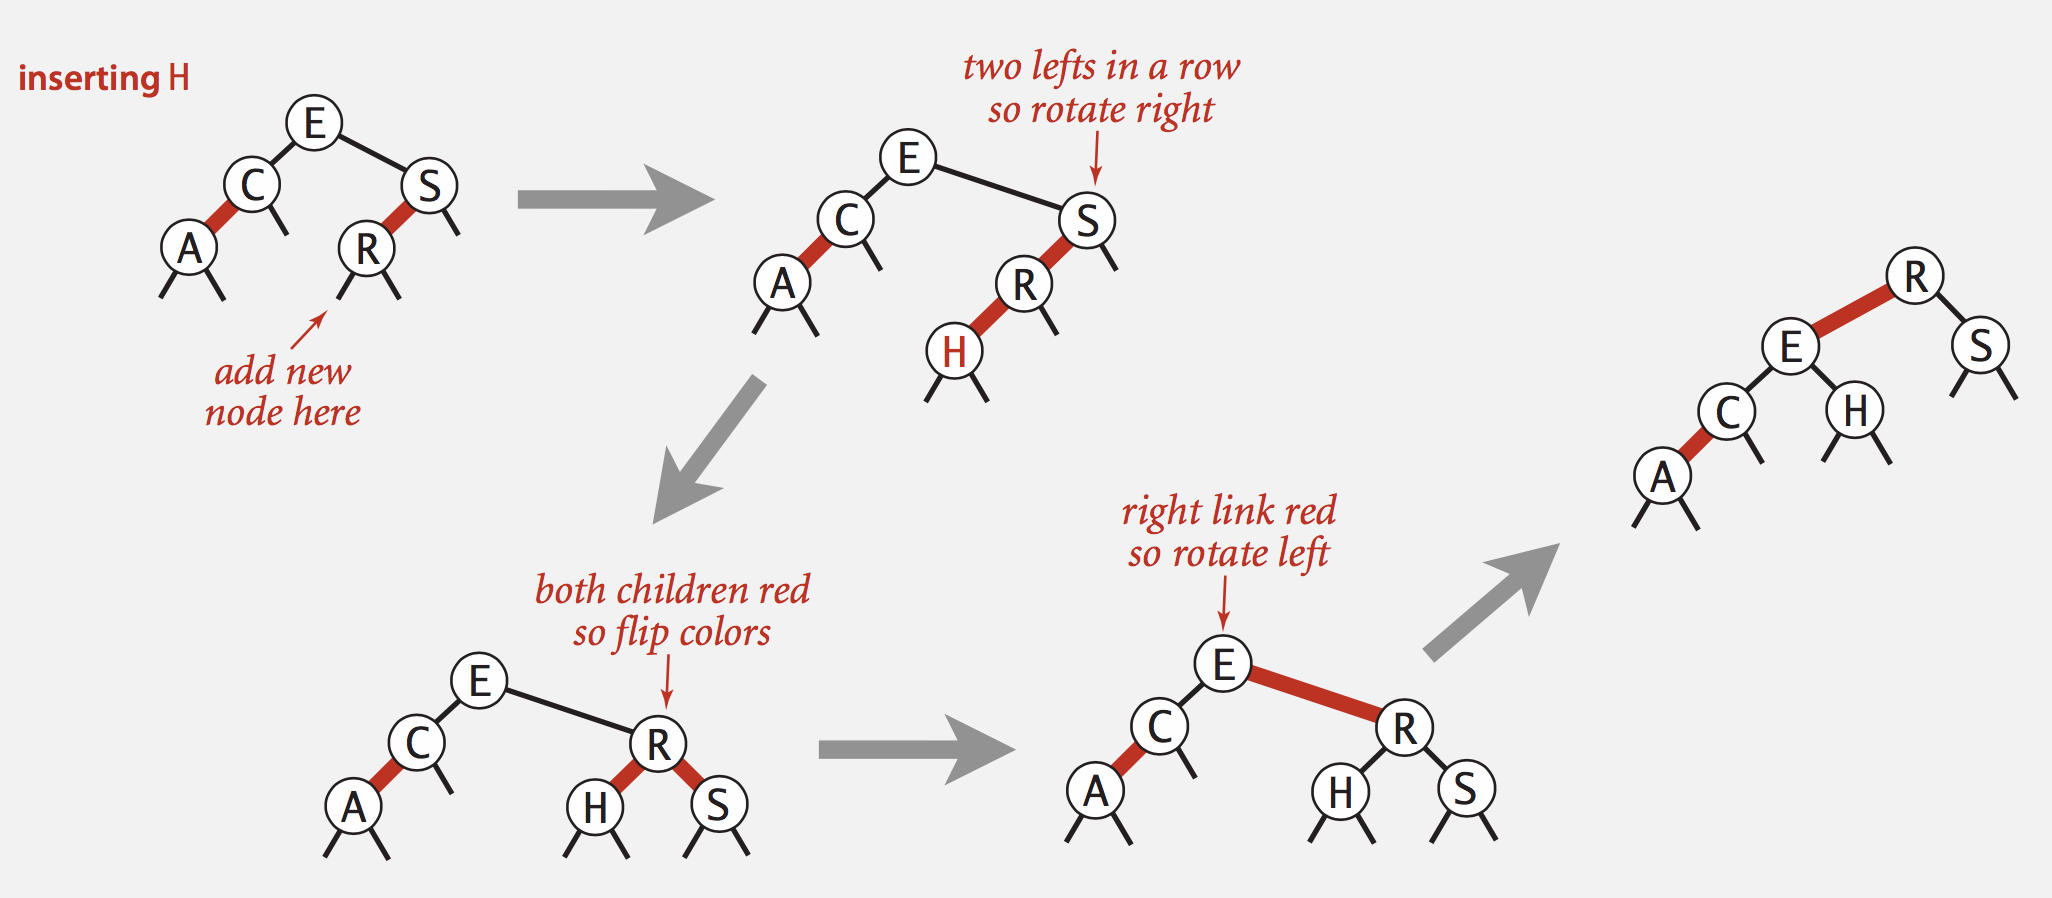 inserting H
E
C
S
A
R
add new
node here
two lefts in a row
so rotate right
E
C
S
A
R
H
both children red
so flip colors
E
C
R
A
H
S
right link red
so rotate left
E
C
R
A
H
S
R
E
S
C
H
A